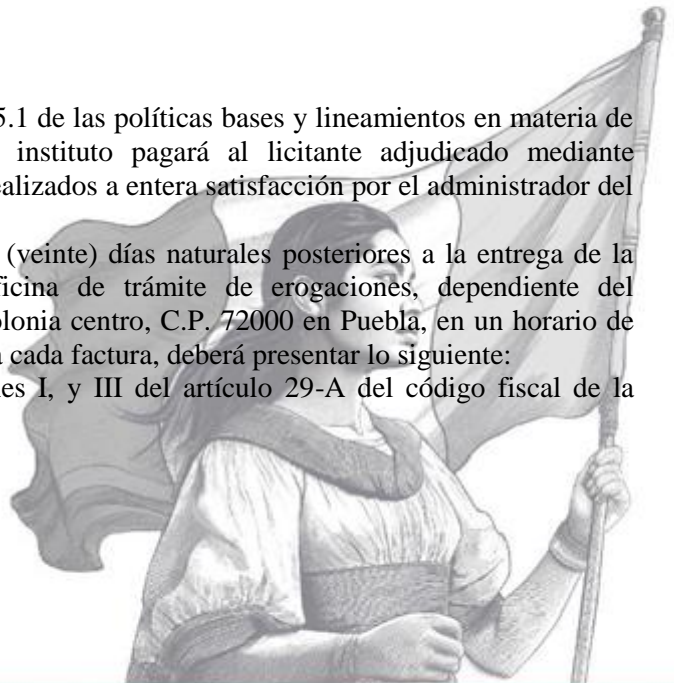 5.1 de las políticas bases y lineamientos en materia de
instituto pagará al licitante adjudicado mediante
ealizados a entera satisfacción por el administrador del
(veinte) días naturales posteriores a la entrega de la
ficina de trámite de erogaciones, dependiente del
olonia centro, C.P. 72000 en Puebla, en un horario de
a cada factura, deberá presentar lo siguiente:
es I, y III del artículo 29-A del código fiscal de la